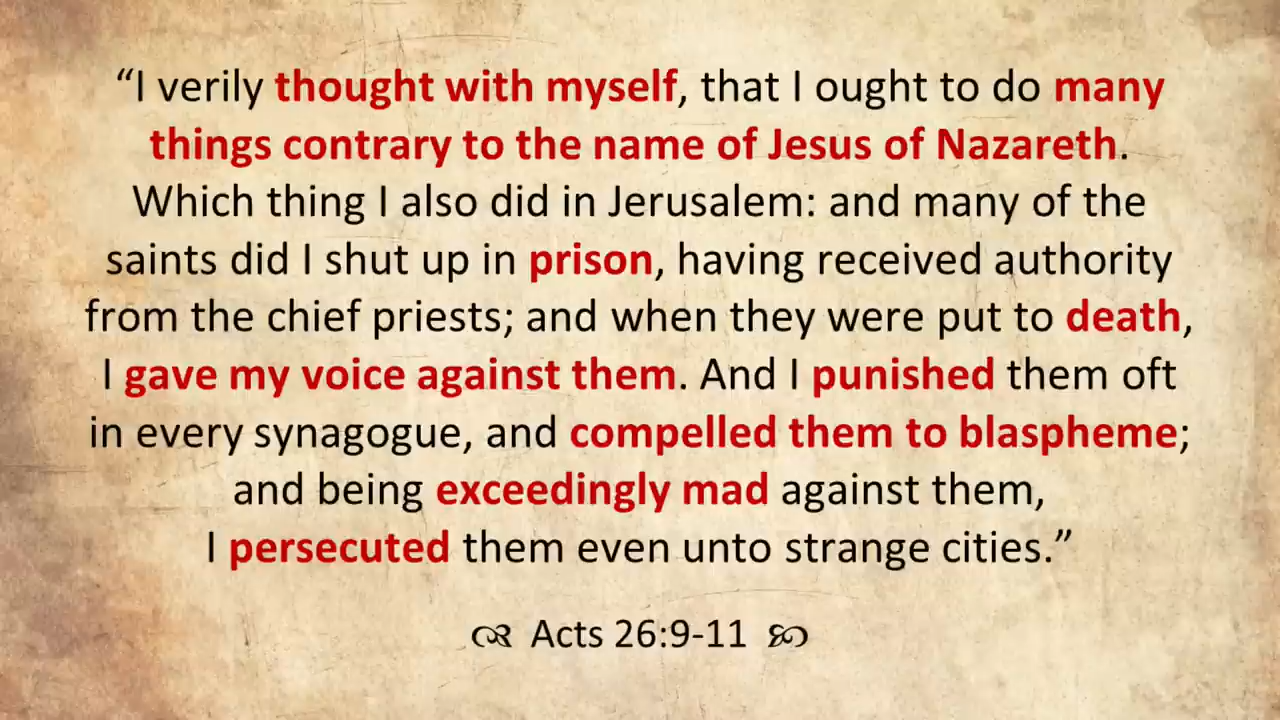 “I verily thought with myself, that I ought to do many
things contrary to the name of Jesus of Nazareth.
Which thing I also did in Jerusalem: and many of the
saints did I shut up in prison, having received authority
from the chief priests; and when they were put to death,
I gave my voice against them. And I punished them oft
in every synagogue, and compelled them to blaspheme;
and being exceedingly mad against them,
I persecuted them even unto strange cities.”
Acts 26:9-11